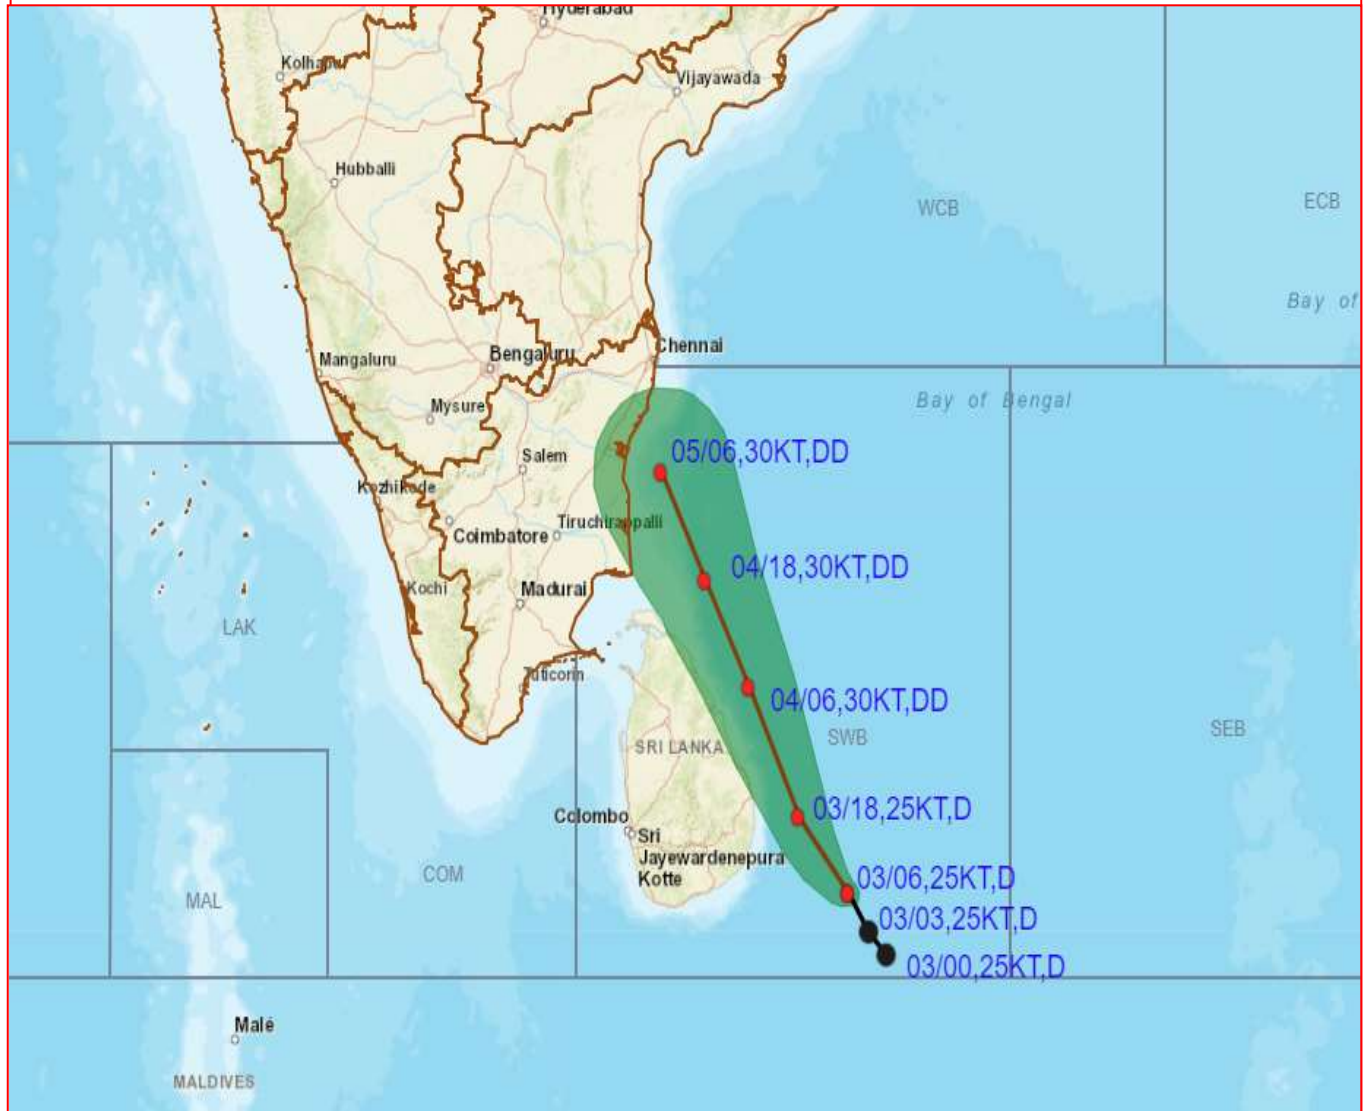 Hyderabad
Kolhapu
Vijayawada
Hubballi
WCB
ECB
Bay of
Chennai
Mangaluru
Bengaluru
Bay of Bengal
Mysure
05/06,30KT,DD
Salem
Kozhikode
Coimbatore
Tiruchirappalli
04/18,30KT,DD
Kochi
Madurai
LAK
Tuticorin
04/06,30KT,DD
SRI LANKA
SWB
SEB
03/18,25KT,D
Colombo
Sri
Jayewardenepura
Kotte
COM
03/06,25KT,D
MAL
03/03,25KT,D
03/00,25KT,D
Malé
MALDIVES